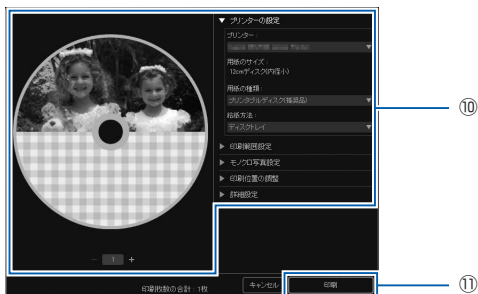 ▼ プリンターの設定
プリンター：
用紙のサイズ：
12cmディスク(内径小)
用紙の種類：
プリンタブルディスク(推奨品)
給紙方法：
ディスクトレイ
▶ 印刷範囲設定
▶ モノクロ写真設定
▶ 印刷位置の調整
▶ 詳細設定
⑩
－ 1 ＋
印刷枚数の合計：1枚
キャンセル
印刷
⑪